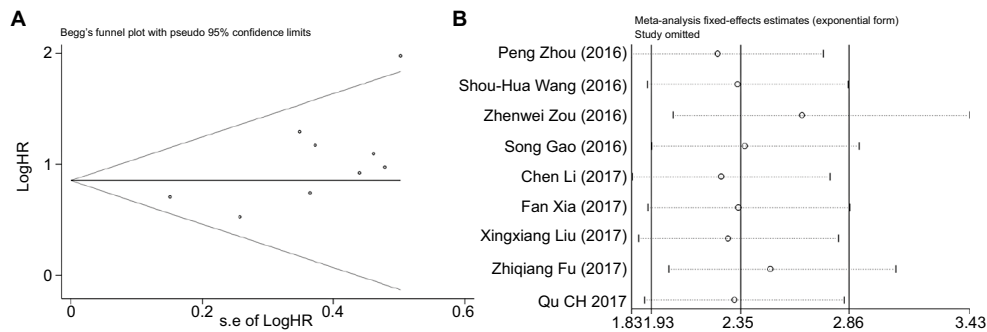 A
Begg's funnel plot with pseudo 95% confidence limits
2
1
0
LogHR
0
0.2
0.4
0.6
s.e of LogHR
B
Meta-analysis fixed-effects estimates (exponential form)
Study omitted
Peng Zhou (2016)
Shou-Hua Wang (2016)
Zhenwei Zou (2016)
Song Gao (2016)
Chen Li (2017)
Fan Xia (2017)
Xingxiang Liu (2017)
Zhiqiang Fu (2017)
Qu CH 2017
1.831.93
2.35
2.86
3.43